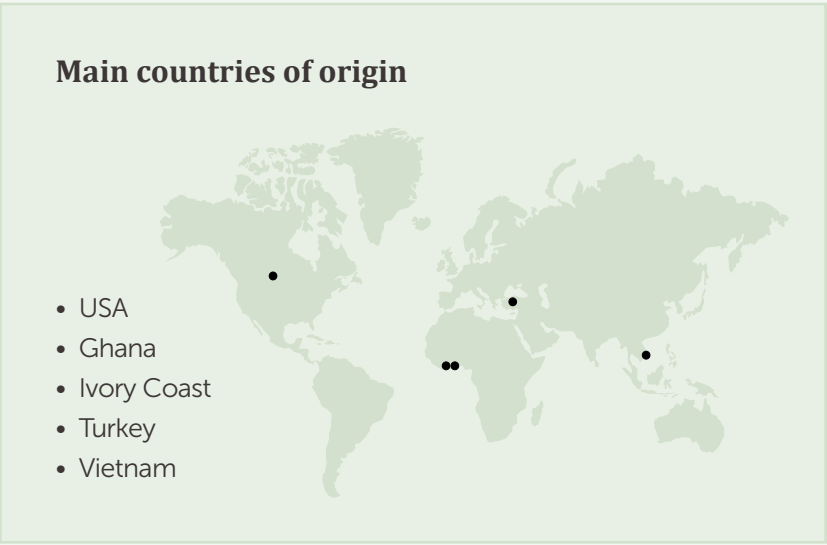 Main countries of origin
• USA
• Ghana
• Ivory Coast
• Turkey
• Vietnam